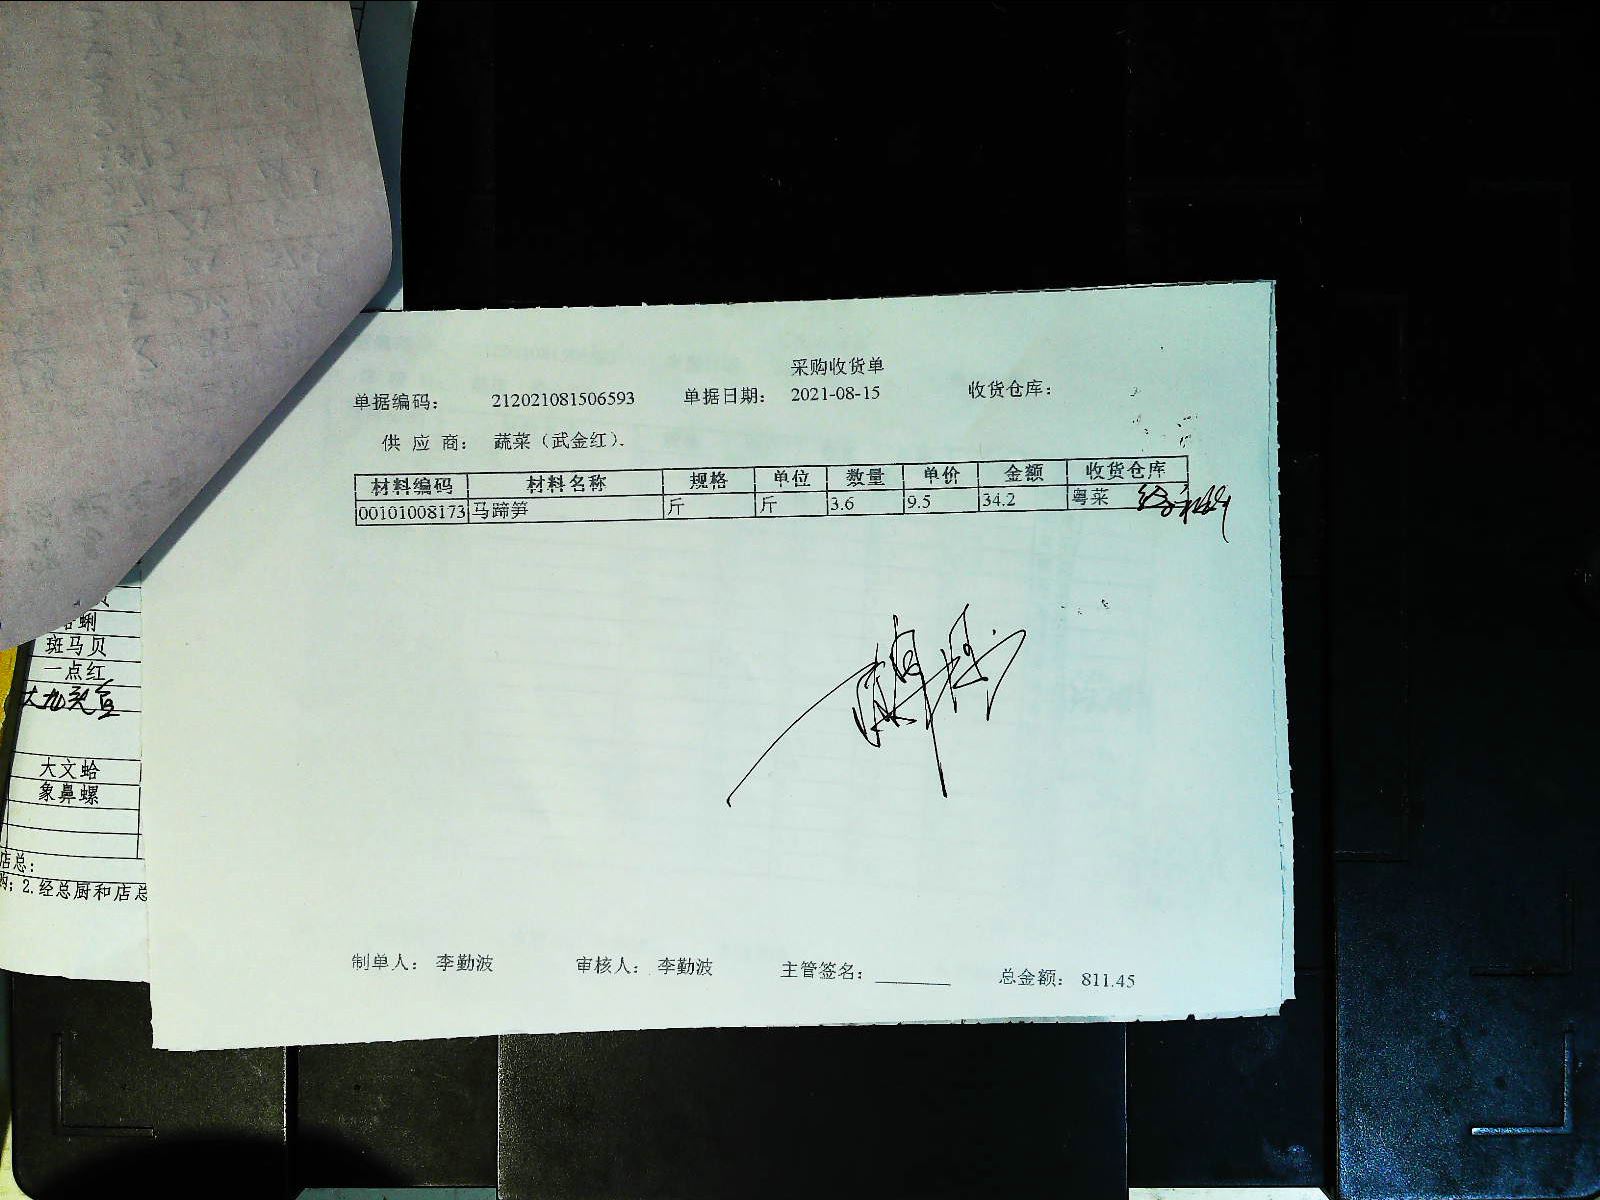 采购收货单
单据编码： 212021081506593 单据日期： 2021-08-15 收货仓库：
供 应 商： 蔬菜（武金红）.
材料编码 材料名称 规格 单位 数量 单价 金额 收货仓库
00101008173 马蹄笋 斤 斤 3.6 9.5 34.2 粤菜
制单人： 李勤波 审核人： 李勤波 主管签名： 总金额： 811.45
蜊
斑马贝
一点红
大文蛤
象鼻螺
店总：
购；2.经总厨和店总